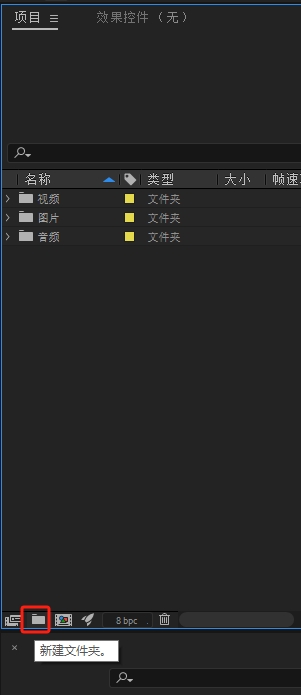 项目 效果控件（无）
名称 类型 大小 帧速率
视频 文件夹
图片 文件夹
音频 文件夹
8 bpc
新建文件夹。